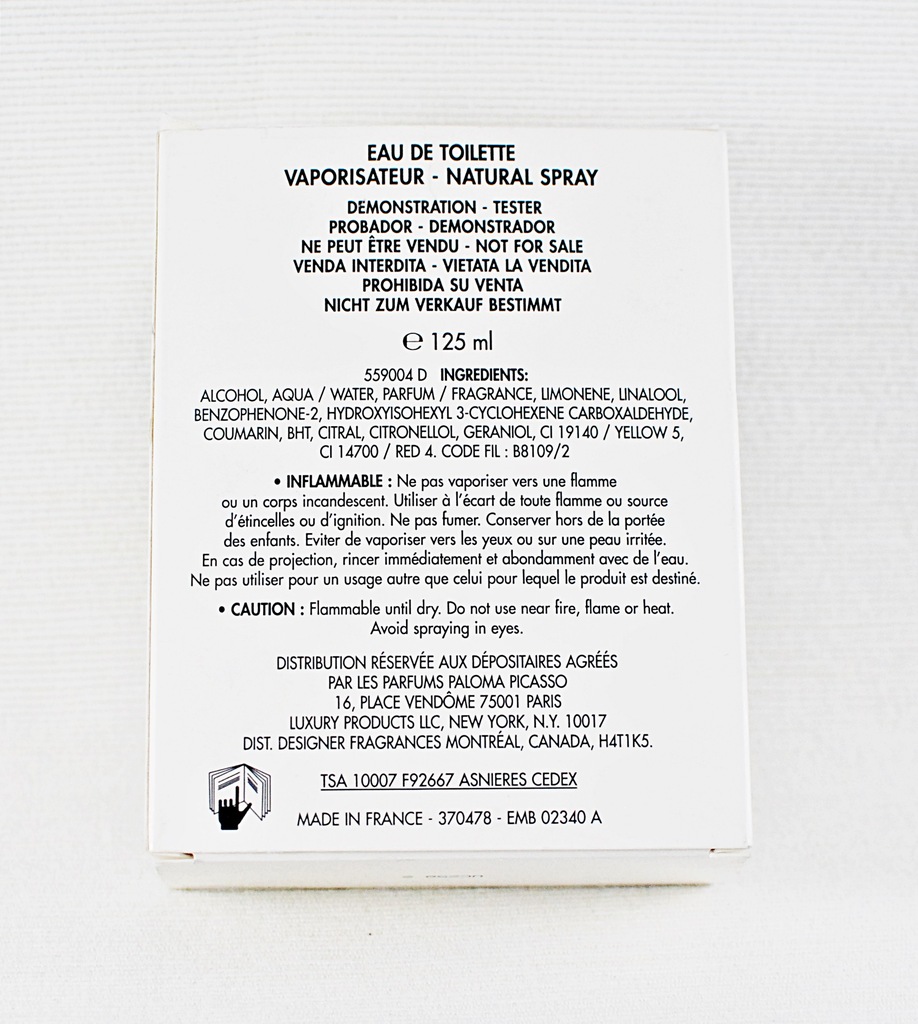 EAU DE TOILETTE
VAPORISATEUR - NATURAL SPRAY
DEMONSTRATION - TESTER
PROBADOR - DEMONSTRADOR
NE PEUT ÊTRE VENDU - NOT FOR SALE
VENDA INTERDITA - VIETATA LA VENDITA
PROHIBIDA SU VENTA
NICHT ZUM VERKAUF BESTIMMT
℮ 125 ml
559004 D INGREDIENTS:
ALCOHOL, AQUA / WATER, PARFUM / FRAGRANCE, LIMONENE, LINALOOL,
BENZOPHENONE-2, HYDROXYISOHEXYL 3-CYCLOHEXENE CARBOXALDEHYDE,
COUMARIN, BHT, CITRAL, CITRONELLOL, GERANIOL, CI 19140 / YELLOW 5,
CI 14700 / RED 4. CODE FIL : B8109/2
• INFLAMMABLE : Ne pas vaporiser vers une flamme
ou un corps incandescent. Utiliser à l'écart de toute flamme ou source
d'étincelles ou d'ignition. Ne pas fumer. Conserver hors de la portée
des enfants. Eviter de vaporiser vers les yeux ou sur une peau irritée.
En cas de projection, rincer immédiatement et abondamment avec de l'eau.
Ne pas utiliser pour un usage autre que celui pour lequel le produit est destiné.
• CAUTION : Flammable until dry. Do not use near fire, flame or heat.
Avoid spraying in eyes.
DISTRIBUTION RÉSERVÉE AUX DÉPOSITAIRES AGRÉÉS
PAR LES PARFUMS PALOMA PICASSO
16, PLACE VENDÔME 75001 PARIS
LUXURY PRODUCTS LLC, NEW YORK, N.Y. 10017
DIST. DESIGNER FRAGRANCES MONTRÉAL, CANADA, H4T1K5.
TSA 10007 F92667 ASNIERES CEDEX
MADE IN FRANCE - 370478 - EMB 02340 A